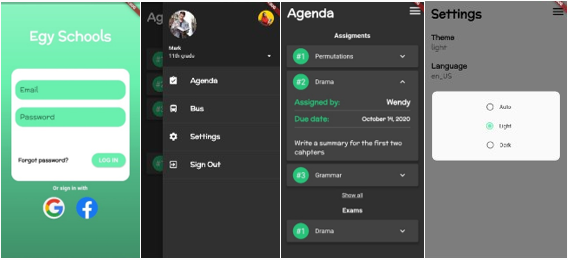 Egy Schools
Email
Password
Forgot password?
LOG IN
Or sign in with
Mark
11th grade
Agenda
Bus
Settings
Sign Out
Agenda
Assigments
#1 Permutations
#2 Drama
Assigned by: Wendy
Due date: October 14, 2020
Write a summary for the first two
cahpters
#3 Grammar
Show all
Exams
#1 Drama
Settings
Theme
light
Language
en_US
Auto
Light
Dark